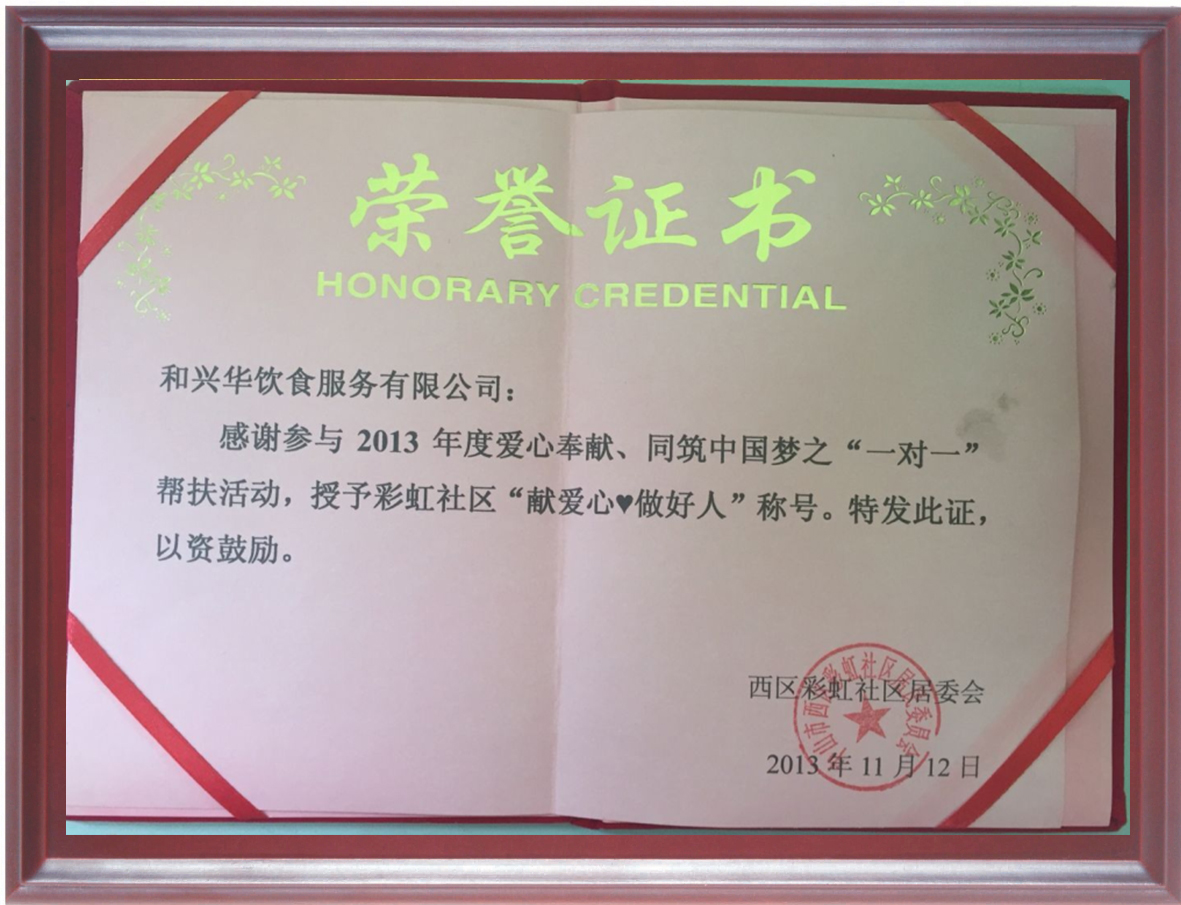 荣誉证书
HONORARY CREDENTIAL
和兴华饮食服务有限公司：
感谢参与 2013 年度爱心奉献、同筑中国梦之“一对一”
帮扶活动，授予彩虹社区“献爱心♥做好人”称号。特发此证，
以资鼓励。
西区彩虹社区居委会
2013 年 11 月 12 日